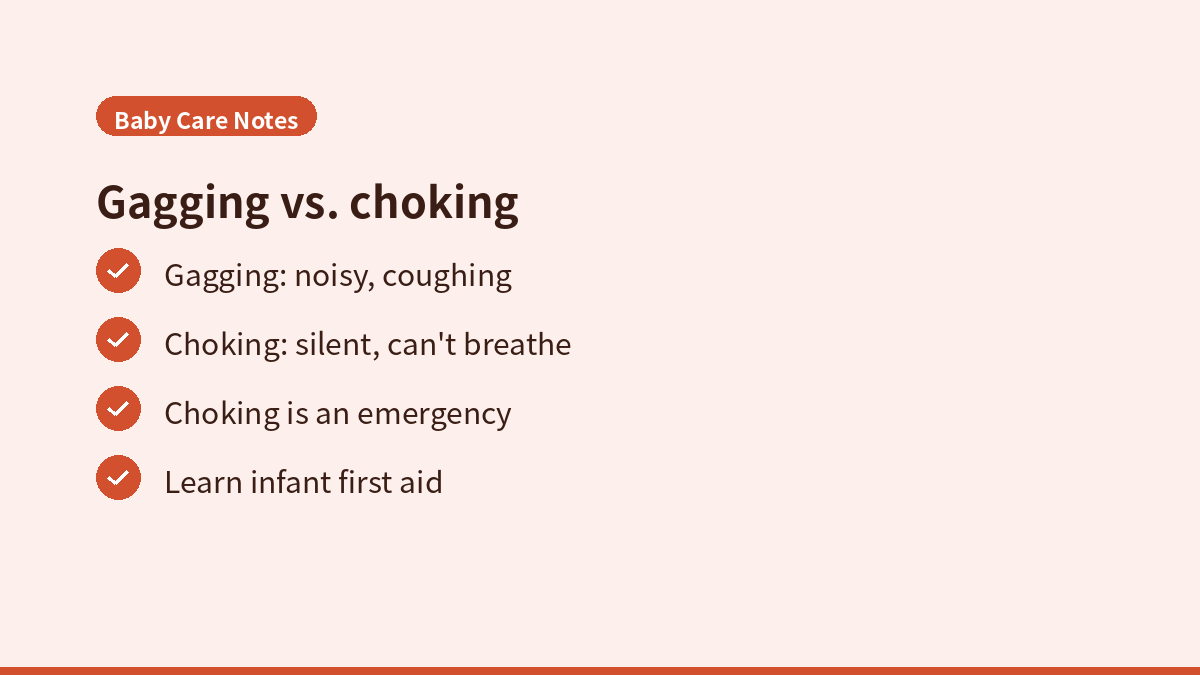 Baby Care Notes
Gagging vs. choking
Gagging: noisy, coughing
Choking: silent, can't breathe
Choking is an emergency
Learn infant first aid